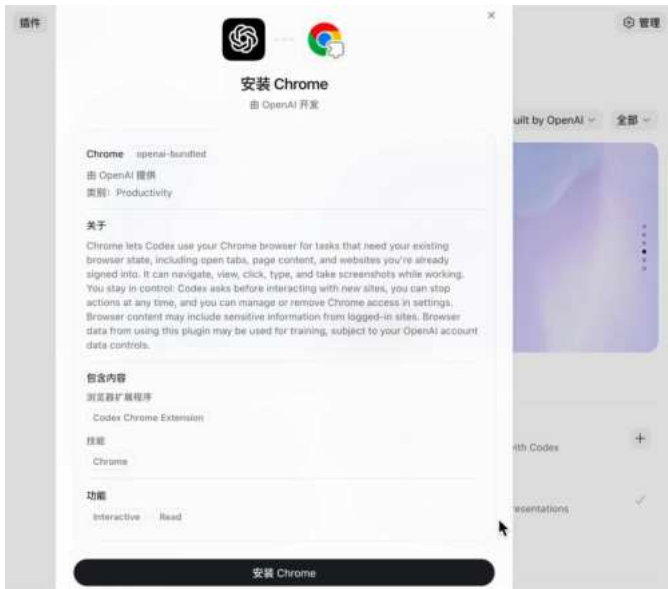 插件
管理
安装 Chrome
由 OpenAI 开发
uilt by OpenAI
全部
Chrome openai-bundled
由 OpenAI 提供
类别: Productivity
关于
Chrome lets Codex use your Chrome browser for tasks that need your existing
browser state, including open tabs, page content, and websites you're already
signed into. It can navigate, view, click, type, and take screenshots while working.
You stay in control: Codex asks before interacting with new sites, you can stop
actions at any time, and you can manage or remove Chrome access in settings.
Browser content may include sensitive information from logged-in sites. Browser
data from using this plugin may be used for training, subject to your OpenAI account
data controls.
包含内容
浏览器扩展程序
Codex Chrome Extension
技能
Chrome
with Codex
功能
Interactive Read
resentations
安装 Chrome